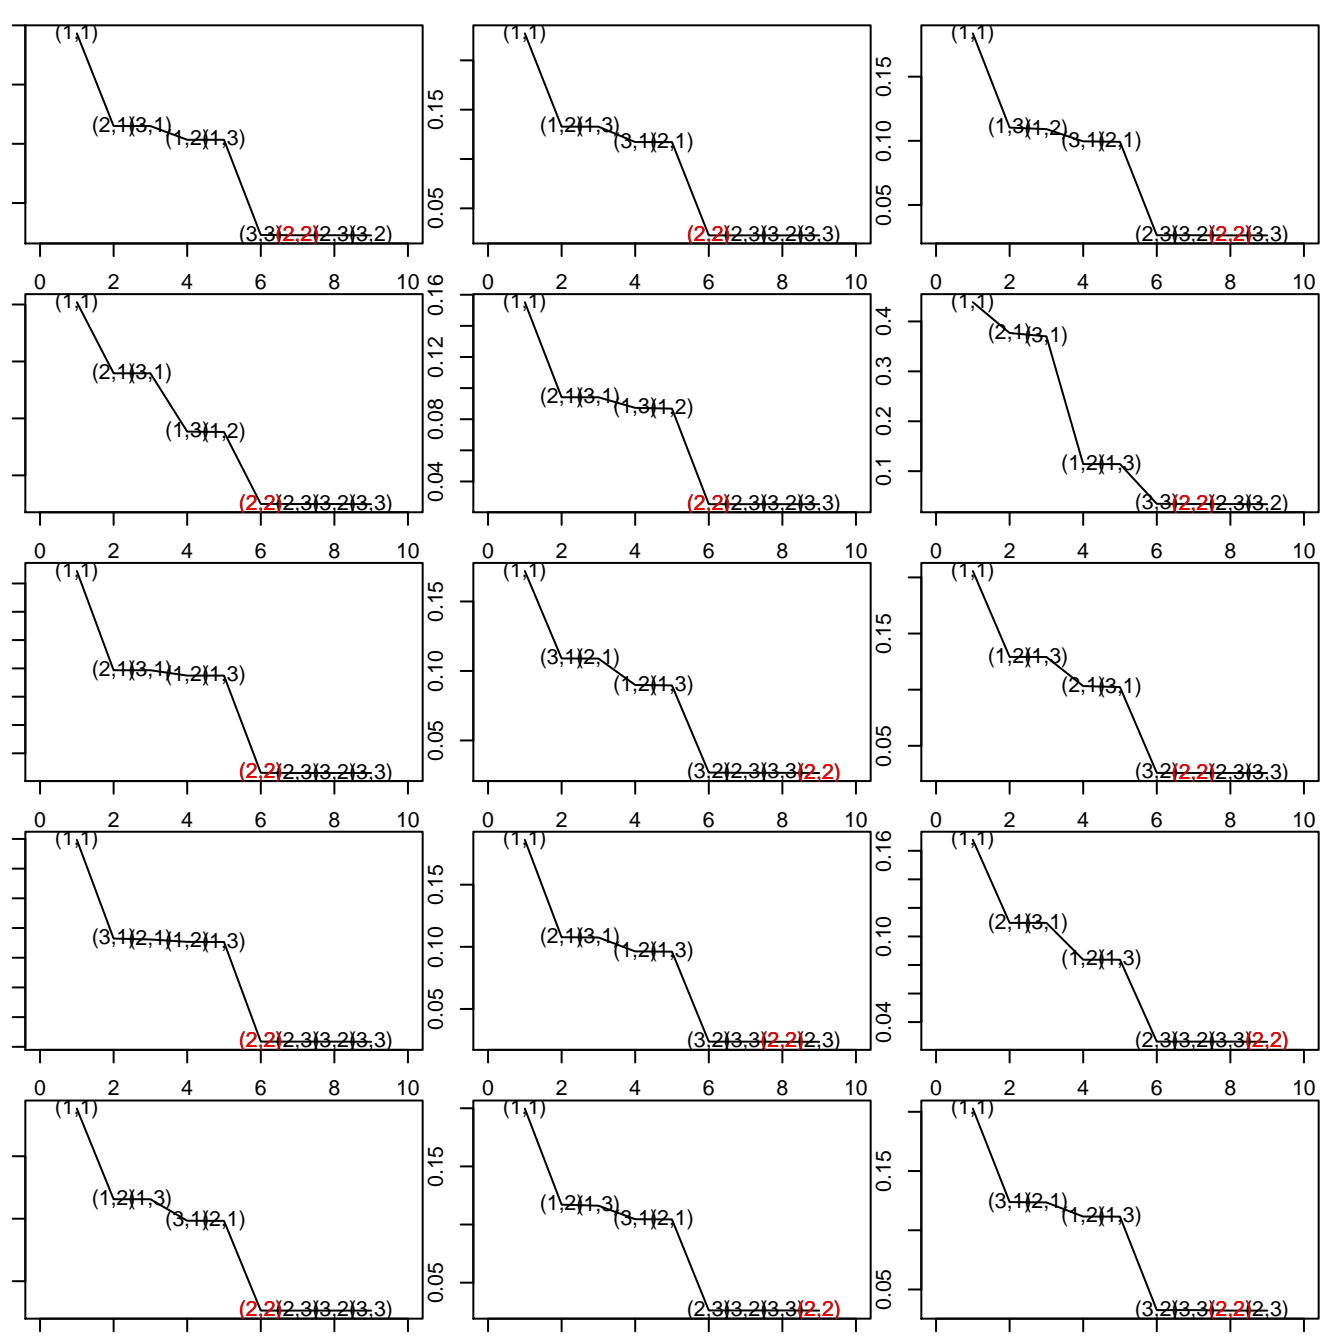 (1,1) (2,1) (3,1) (1,2) (1,3) (3,3) (2,2) (2,3) (3,2)
0.05 0.15
(1,1) (1,2) (1,3) (3,1) (2,1) (2,2) (2,3) (3,2) (3,3)
0.05 0.10 0.15
(1,1) (1,3) (1,2) (3,1) (2,1) (2,3) (3,2) (2,2) (3,3)
0 2 4 6 8 10
0 2 4 6 8 10
0 2 4 6 8 10
(1,1) (2,1) (3,1) (1,3) (1,2) (2,2) (2,3) (3,2) (3,3)
0.04 0.08 0.12 0.16
(1,1) (2,1) (3,1) (1,3) (1,2) (2,2) (2,3) (3,2) (3,3)
0.1 0.2 0.3 0.4
(1,1) (2,1) (3,1) (1,2) (1,3) (3,3) (2,2) (2,3) (3,2)
0 2 4 6 8 10
0 2 4 6 8 10
0 2 4 6 8 10
(1,1) (2,1) (3,1) (1,2) (1,3) (2,2) (2,3) (3,2) (3,3)
0.05 0.10 0.15
(1,1) (3,1) (2,1) (1,2) (1,3) (3,2) (2,3) (3,3) (2,2)
0.05 0.15
(1,1) (1,2) (1,3) (2,1) (3,1) (3,2) (2,2) (2,3) (3,3)
0 2 4 6 8 10
0 2 4 6 8 10
0 2 4 6 8 10
(1,1) (3,1) (2,1) (1,2) (1,3) (2,2) (2,3) (3,2) (3,3)
0.05 0.10 0.15
(1,1) (2,1) (3,1) (1,2) (1,3) (3,2) (3,3) (2,2) (2,3)
0.04 0.10 0.16
(1,1) (2,1) (3,1) (1,2) (1,3) (2,3) (3,2) (3,3) (2,2)
0 2 4 6 8 10
0 2 4 6 8 10
0 2 4 6 8 10
(1,1) (1,2) (1,3) (3,1) (2,1) (2,2) (2,3) (3,2) (3,3)
0.05 0.15
(1,1) (1,2) (1,3) (3,1) (2,1) (2,3) (3,2) (3,3) (2,2)
0.05 0.15
(1,1) (3,1) (2,1) (1,2) (1,3) (3,2) (3,3) (2,2) (2,3)